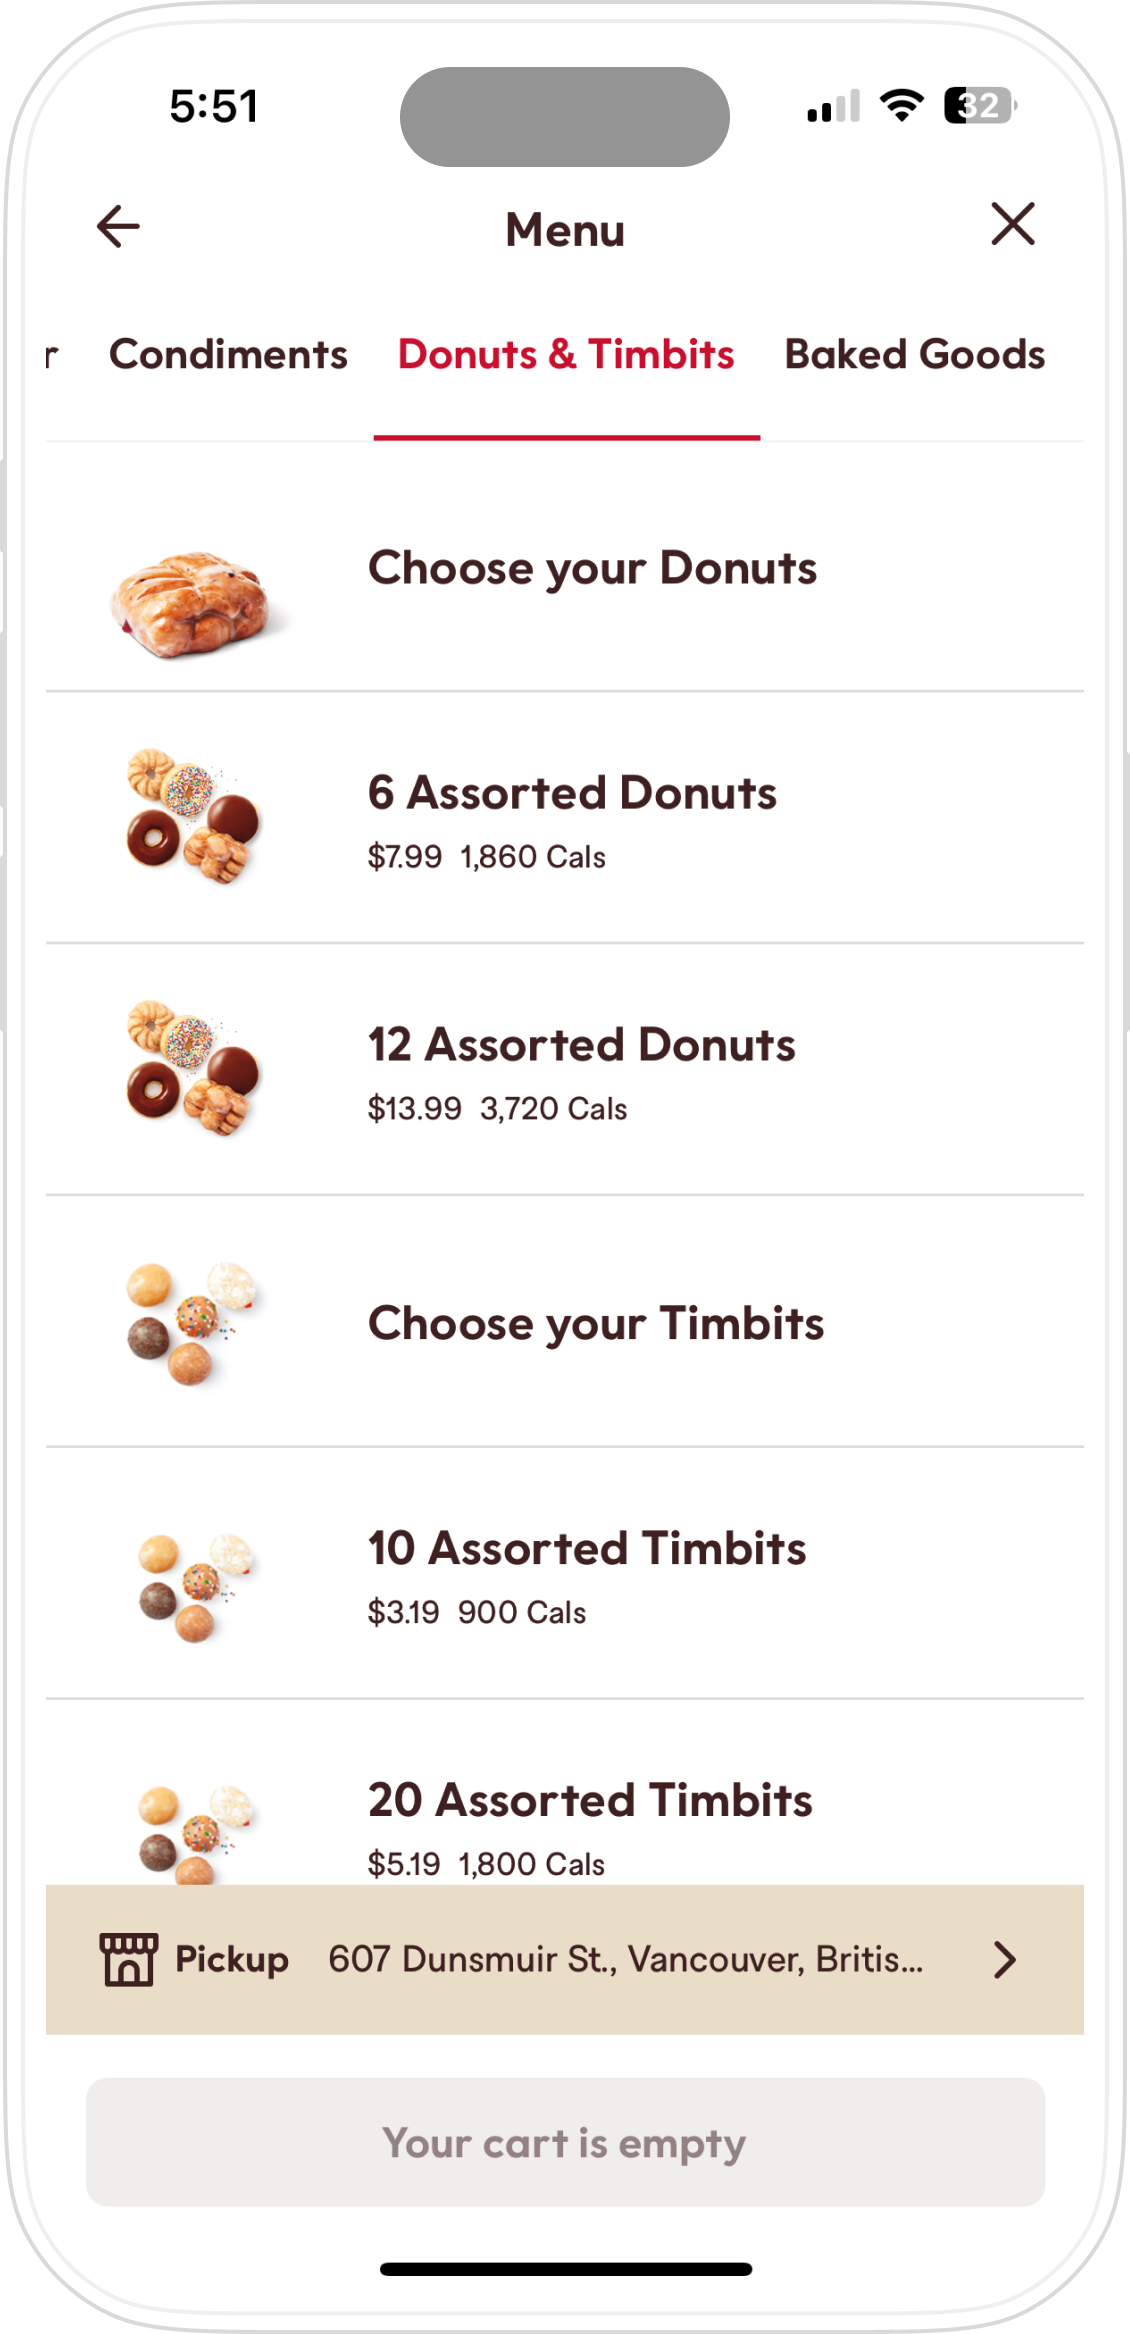 5:51
32
Menu
r Condiments Donuts & Timbits Baked Goods
Choose your Donuts
6 Assorted Donuts
$7.99 1,860 Cals
12 Assorted Donuts
$13.99 3,720 Cals
Choose your Timbits
10 Assorted Timbits
$3.19 900 Cals
20 Assorted Timbits
$5.19 1,800 Cals
Pickup 607 Dunsmuir St., Vancouver, Britis...
Your cart is empty